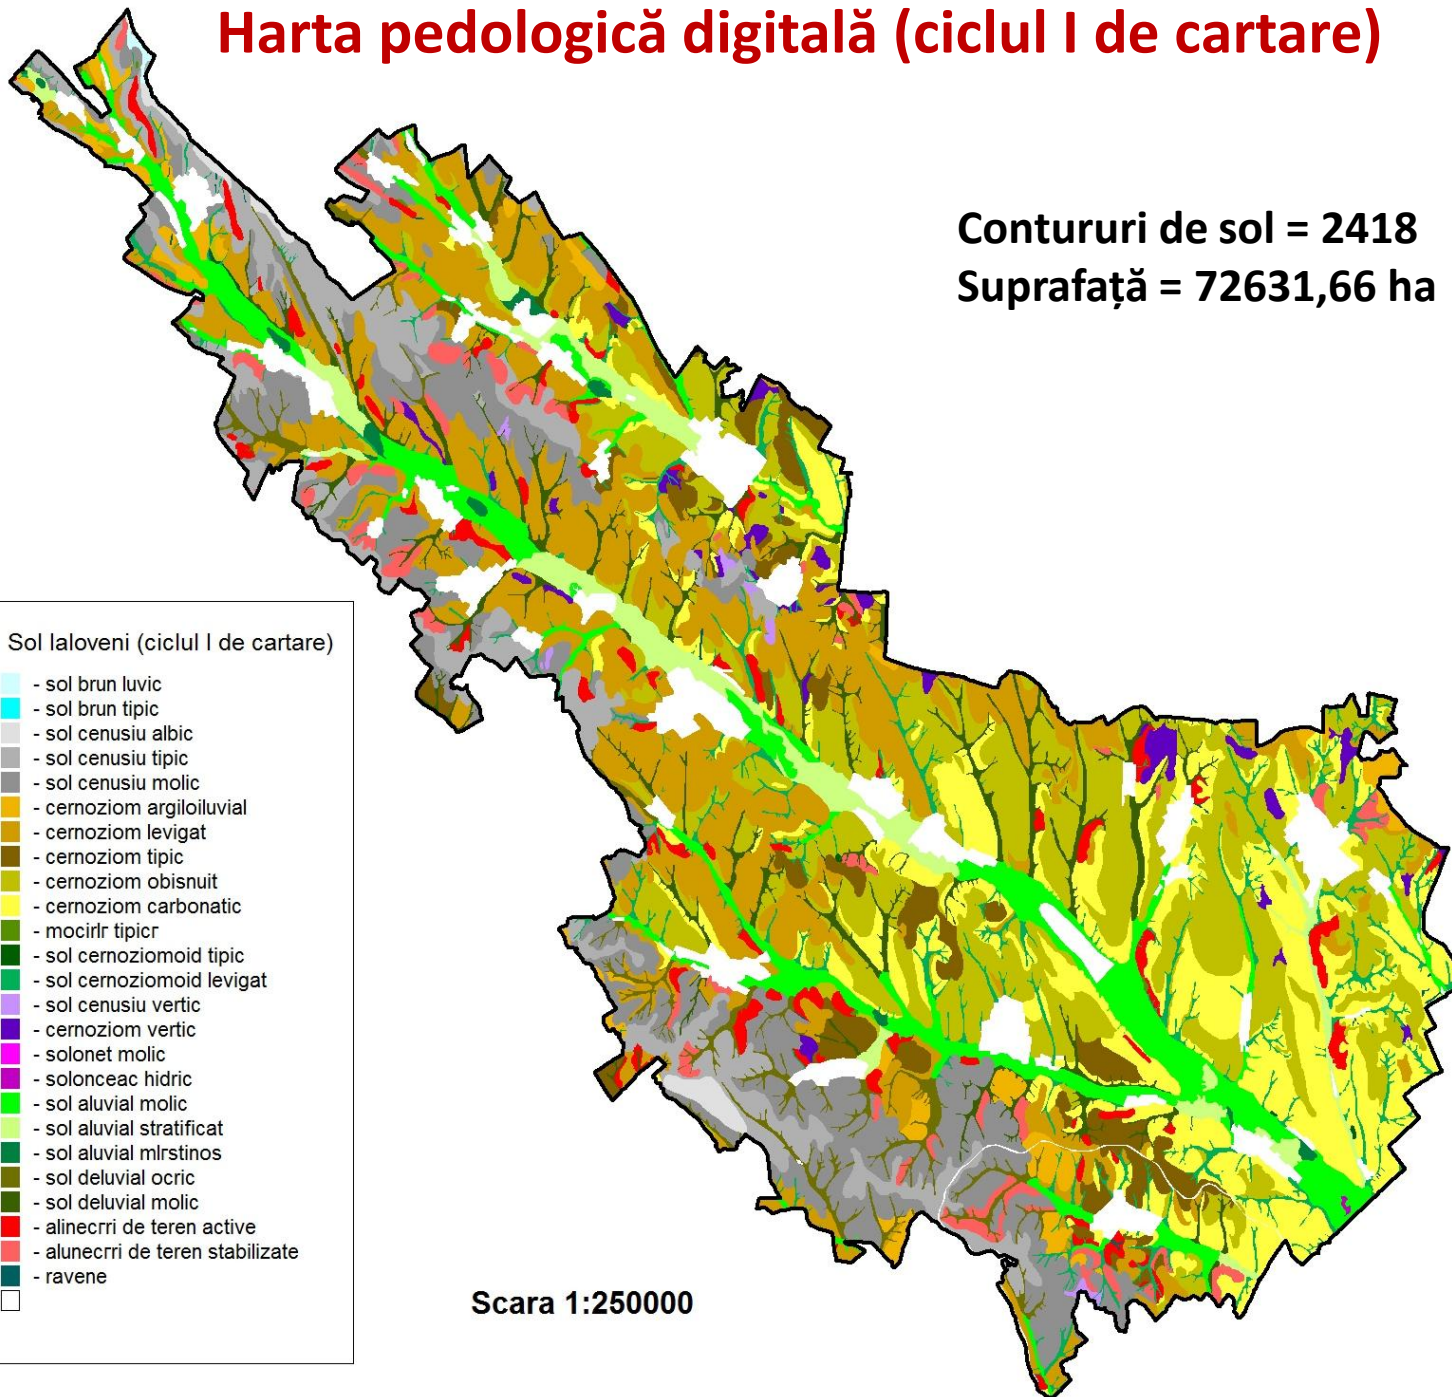 Harta pedologică digitală (ciclul I de cartare)
Contururi de sol = 2418
Suprafață = 72631,66 ha
Sol Ialoveni (ciclul I de cartare)
- sol brun luvic
- sol brun tipic
- sol cenusiu albic
- sol cenusiu tipic
- sol cenusiu molic
- cernoziom argiloiluvial
- cernoziom levigat
- cernoziom tipic
- cernoziom obisnuit
- cernoziom carbonatic
- mocirlr tipicr
- sol cernoziomoid tipic
- sol cernoziomoid levigat
- sol cenusiu vertic
- cernoziom vertic
- solonet molic
- solonceac hidric
- sol aluvial molic
- sol aluvial stratificat
- sol aluvial mlrstinos
- sol deluvial ocric
- sol deluvial molic
- alinecrri de teren active
- alunecrri de teren stabilizate
- ravene
Scara 1:250000